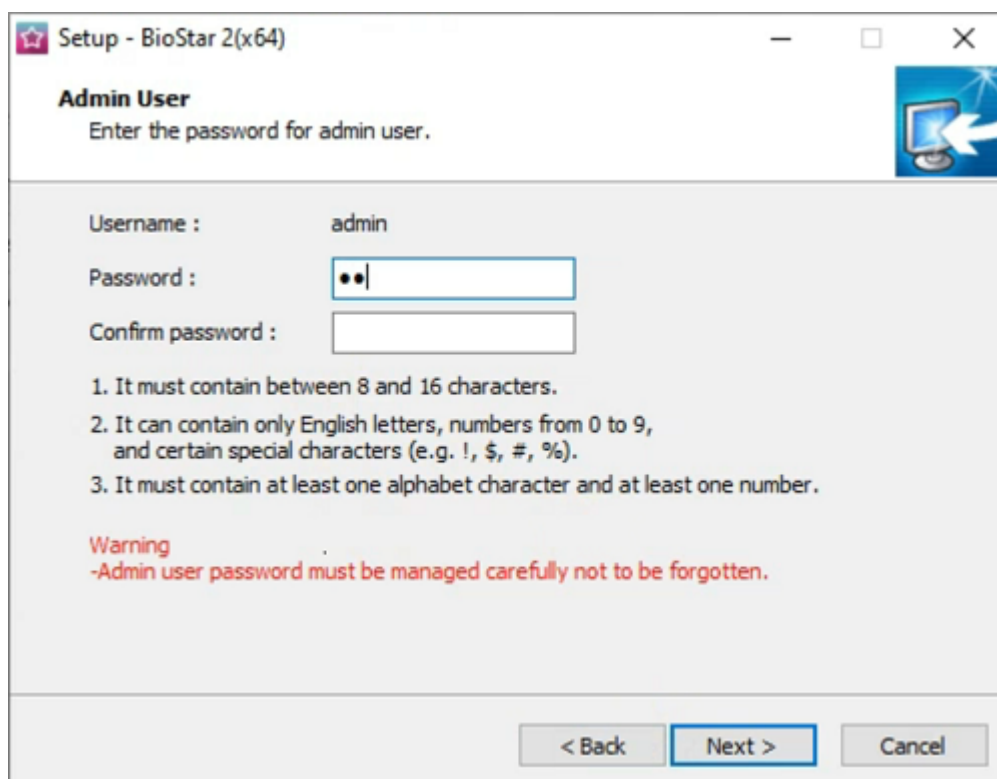 Setup - BioStar 2(x64)
Admin User
Enter the password for admin user.
Username : admin
Password : ●●
Confirm password :
1. It must contain between 8 and 16 characters.
2. It can contain only English letters, numbers from 0 to 9,
and certain special characters (e.g. !, $, #, %).
3. It must contain at least one alphabet character and at least one number.
Warning
-Admin user password must be managed carefully not to be forgotten.
< Back Next > Cancel